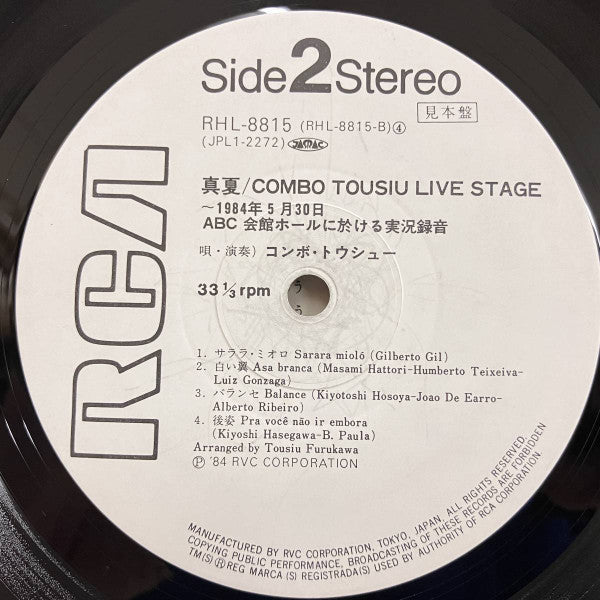 Side 2 Stereo
RHL-8815 (RHL-8815-B)④
見本盤
(JPL1-2272) JASRAC
RCA
真夏/COMBO TOUSIU LIVE STAGE
～1984年5月30日
ABC 会館ホールに於ける実況録音
唄・演奏) コンボ・トウシュー
33 1/3 rpm
1. サララ・ミオロ Sarara mioló (Gilberto Gil)
2. 白い翼 Asa branca (Masami Hattori-Humberto Teixeiva-
Luiz Gonzaga)
3. バランセ Balance (Kiyotoshi Hosoya-Joao De Earro-
Alberto Ribeiro)
4. 後姿 Pra você não ir embora
(Kiyoshi Hasegawa-B. Paula)
Arranged by Tousiu Furukawa
Ⓟ '84 RVC CORPORATION
MANUFACTURED BY RVC CORPORATION, TOKYO, JAPAN, ALL RIGHTS RESERVED
COPYING PUBLIC PERFORMANCE, BROADCASTING OF THESE RECORDS ARE FORBIDDEN
TM(S)®REG MARCA(S) REGISTRADA(S) USED BY AUTHORITY OF RCA CORPORATION.